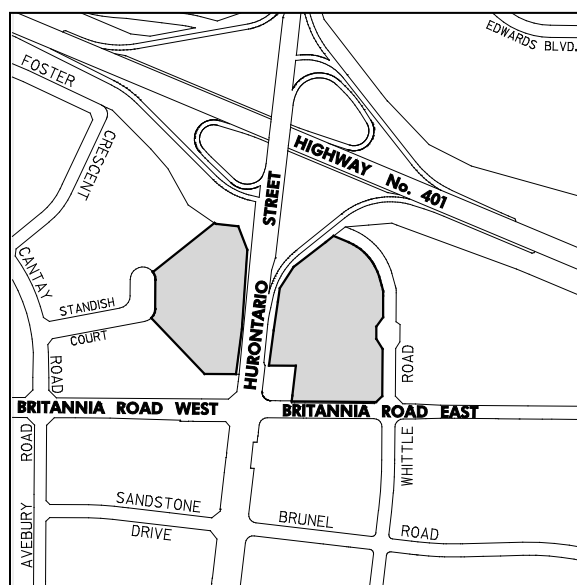 EDWARDS BLVD.
FOSTER
CRESCENT
HIGHWAY No. 401
HURONTARIO STREET
CANTAY
ROAD
STANDISH
COURT
ROAD
BRITANNIA ROAD WEST
BRITANNIA ROAD EAST
AVEBURY ROAD
WHITTLE
SANDSTONE
DRIVE
BRUNEL
ROAD